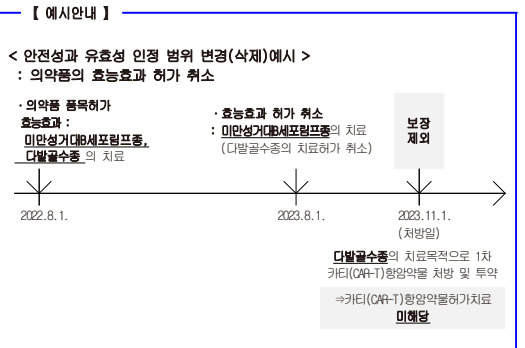 【 예시안내 】
< 안전성과 유효성 인정 범위 변경(삭제)예시 >
: 의약품의 효능효과 허가 취소
· 의약품 품목허가
효능효과 :
미만성거대B세포림프종,
다발골수종 의 치료
· 효능효과 허가 취소
: 미만성거대B세포림프종의 치료
(다발골수종의 치료허가 취소)
보장
제외
2022.8.1.
2023.8.1.
2023.11.1.
(처방일)
다발골수종의 치료목적으로 1차
카티(CAR-T)항암약물 처방 및 투약
⇒카티(CAR-T)항암약물허가치료
미해당